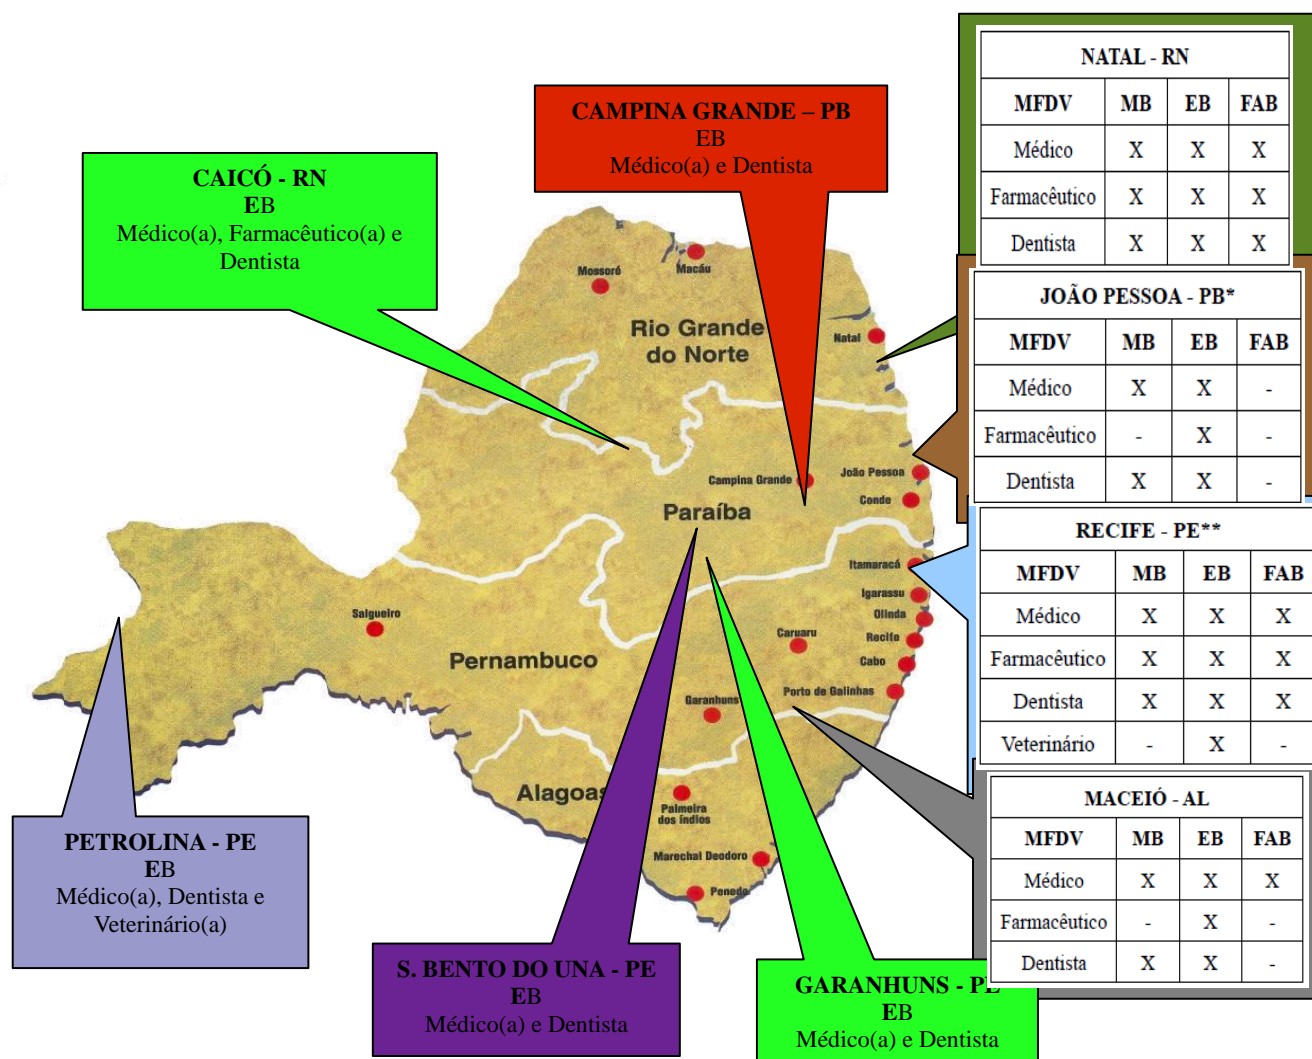 NATAL - RN
MFDV MB EB FAB
Médico X X X
Farmacêutico X X X
Dentista X X X
CAMPINA GRANDE – PB
EB
Médico(a) e Dentista
CAICÓ - RN
EB
Médico(a), Farmacêutico(a) e
Dentista
JOÃO PESSOA - PB*
MFDV MB EB FAB
Médico X X -
Farmacêutico - X -
Dentista X X -
RECIFE - PE**
MFDV MB EB FAB
Médico X X X
Farmacêutico X X X
Dentista X X X
Veterinário - X -
MACEIÓ - AL
MFDV MB EB FAB
Médico X X X
Farmacêutico - X -
Dentista X X -
Macáu
Mossoró
Rio Grande
do Norte
Natal
João Pessoa
Campina Grande
Conde
Paraíba
Itamaracá
Igarassu
Olinda
Salgueiro
Recife
Caruaru
Cabo
Pernambuco
Porto de Galinhas
Garanhuns
Alagoas
Palmeira
dos índios
Marechal Deodoro
Penedo
PETROLINA - PE
EB
Médico(a), Dentista e
Veterinário(a)
S. BENTO DO UNA - PE
EB
Médico(a) e Dentista
GARANHUNS - PE
EB
Médico(a) e Dentista